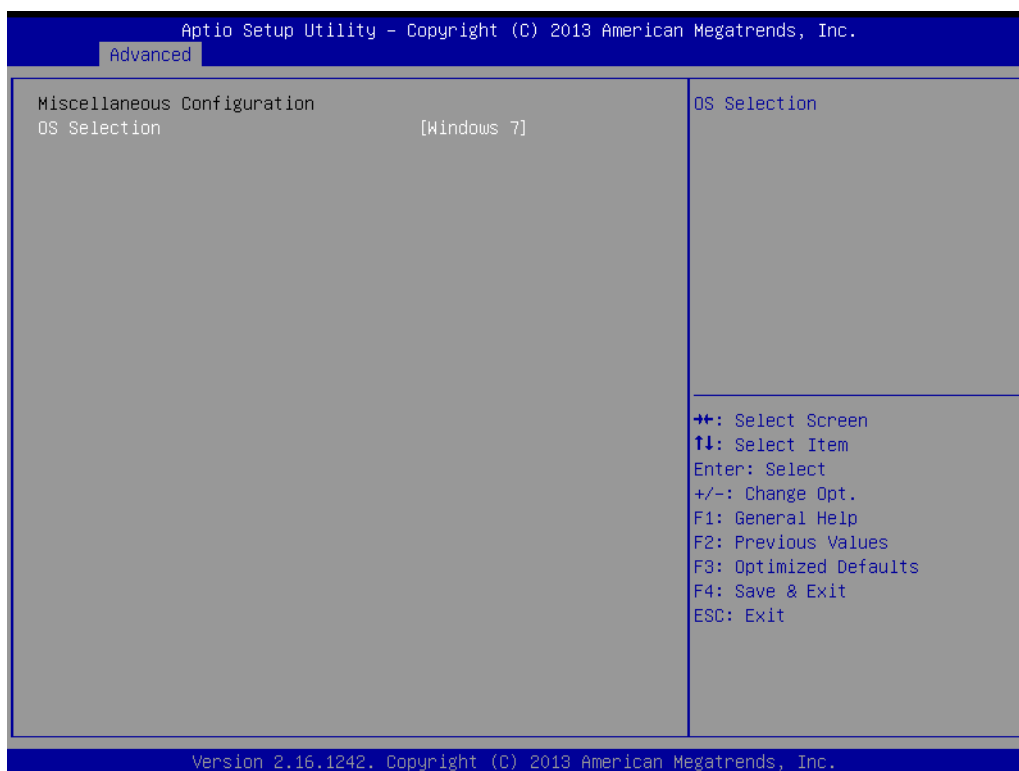 Aptio Setup Utility – Copyright (C) 2013 American Megatrends, Inc.
Advanced
Miscellaneous Configuration
OS Selection [Windows 7]
OS Selection
→←: Select Screen
↑↓: Select Item
Enter: Select
+/-: Change Opt.
F1: General Help
F2: Previous Values
F3: Optimized Defaults
F4: Save & Exit
ESC: Exit
Version 2.16.1242. Copyright (C) 2013 American Megatrends, Inc.